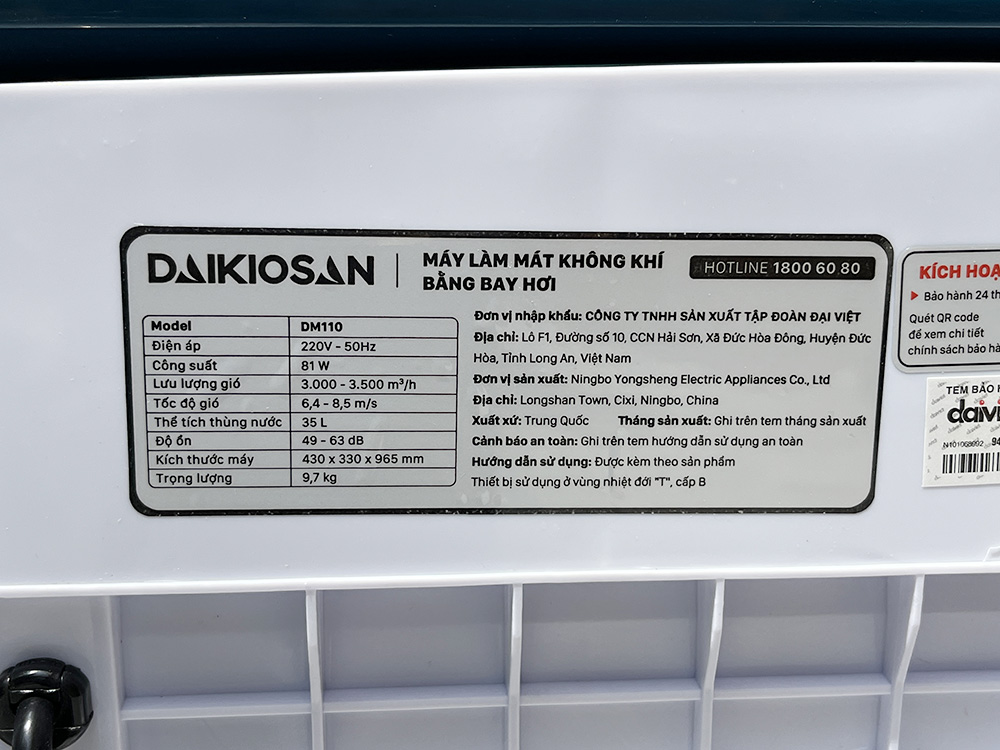 DAIKIOSAN
MÁY LÀM MÁT KHÔNG KHÍ
BẰNG BAY HƠI
HOTLINE 1800 60 80
Model DM110
Điện áp 220V - 50Hz
Công suất 81 W
Lưu lượng gió 3.000 - 3.500 m³/h
Tốc độ gió 6,4 - 8,5 m/s
Thể tích thùng nước 35 L
Độ ồn 49 - 63 dB
Kích thước máy 430 x 330 x 965 mm
Trọng lượng 9,7 kg
Đơn vị nhập khẩu: CÔNG TY TNHH SẢN XUẤT TẬP ĐOÀN ĐẠI VIỆT
Địa chỉ: Lô F1, Đường số 10, CCN Hải Sơn, Xã Đức Hòa Đông, Huyện Đức
Hòa, Tỉnh Long An, Việt Nam
Đơn vị sản xuất: Ningbo Yongsheng Electric Appliances Co., Ltd
Địa chỉ: Longshan Town, Cixi, Ningbo, China
Xuất xứ: Trung Quốc Tháng sản xuất: Ghi trên tem tháng sản xuất
Cảnh báo an toàn: Ghi trên tem hướng dẫn sử dụng an toàn
Hướng dẫn sử dụng: Được kèm theo sản phẩm
Thiết bị sử dụng ở vùng nhiệt đới "T", cấp B
KÍCH HOẠ
Bảo hành 24 th
Quét QR code
để xem chi tiết
chính sách bảo hà
TEM BẢO
daivi